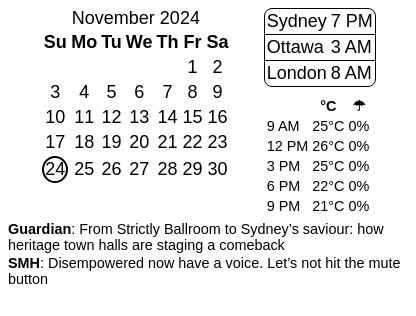 November 2024
Su Mo Tu We Th Fr Sa
1 2
3 4 5 6 7 8 9
10 11 12 13 14 15 16
17 18 19 20 21 22 23
24 25 26 27 28 29 30
Sydney 7 PM
Ottawa 3 AM
London 8 AM
°C ☂
9 AM 25°C 0%
12 PM 26°C 0%
3 PM 25°C 0%
6 PM 22°C 0%
9 PM 21°C 0%
Guardian: From Strictly Ballroom to Sydney’s saviour: how
heritage town halls are staging a comeback
SMH: Disempowered now have a voice. Let’s not hit the mute
button